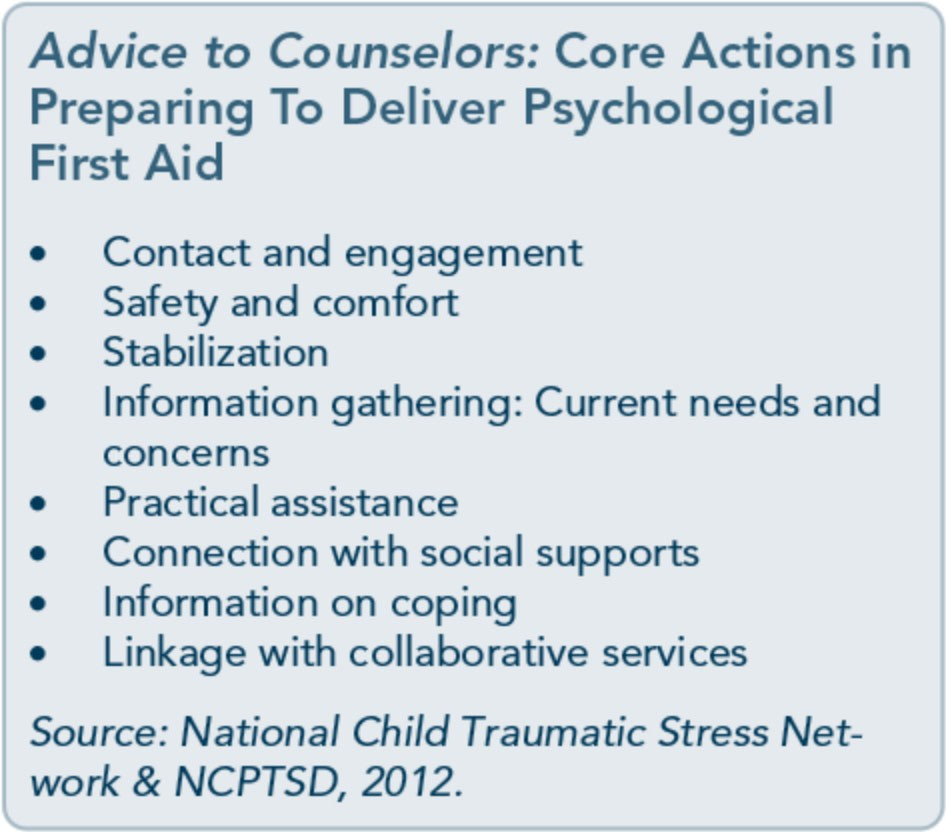 Advice to Counselors: Core Actions in
Preparing To Deliver Psychological
First Aid
• Contact and engagement
• Safety and comfort
• Stabilization
• Information gathering: Current needs and
concerns
• Practical assistance
• Connection with social supports
• Information on coping
• Linkage with collaborative services
Source: National Child Traumatic Stress Net-
work & NCPTSD, 2012.